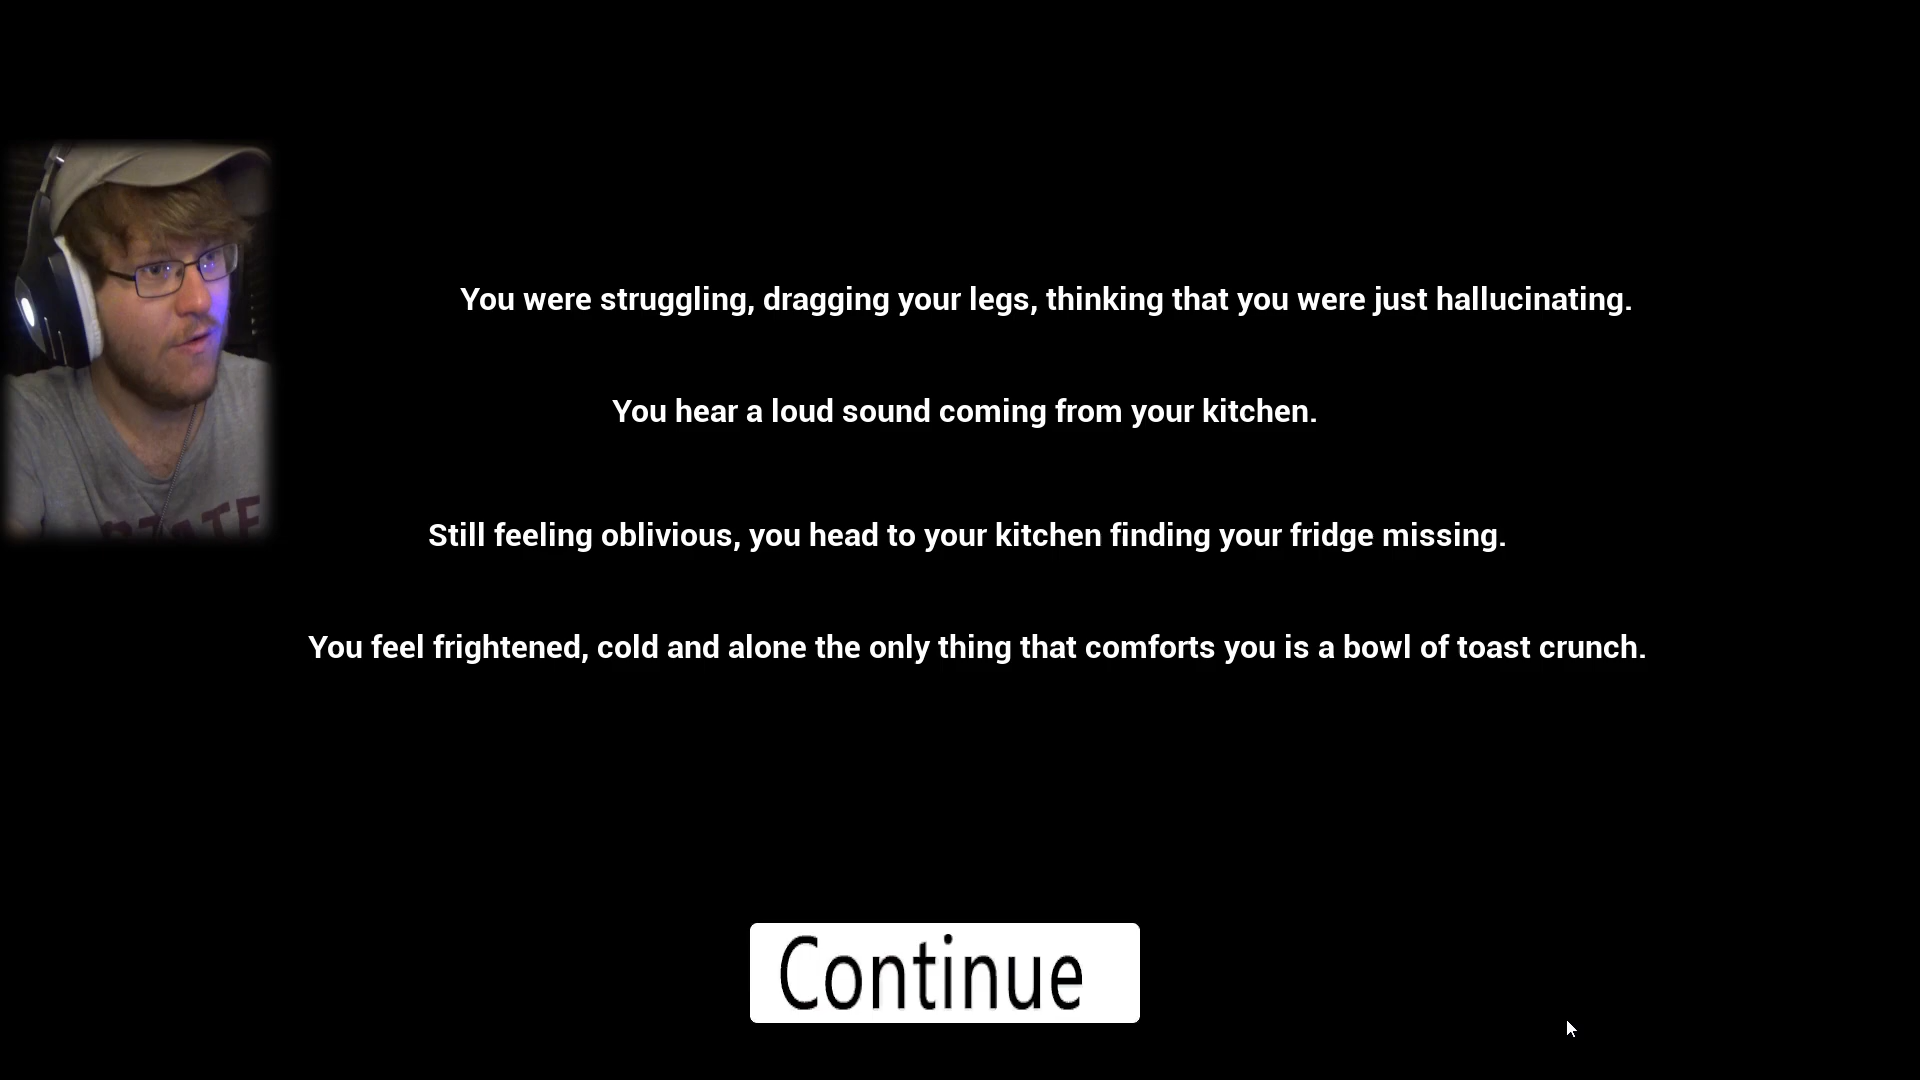 You were struggling, dragging your legs, thinking that you were just hallucinating.
You hear a loud sound coming from your kitchen.
Still feeling oblivious, you head to your kitchen finding your fridge missing.
You feel frightened, cold and alone the only thing that comforts you is a bowl of toast crunch.
STATE
Continue